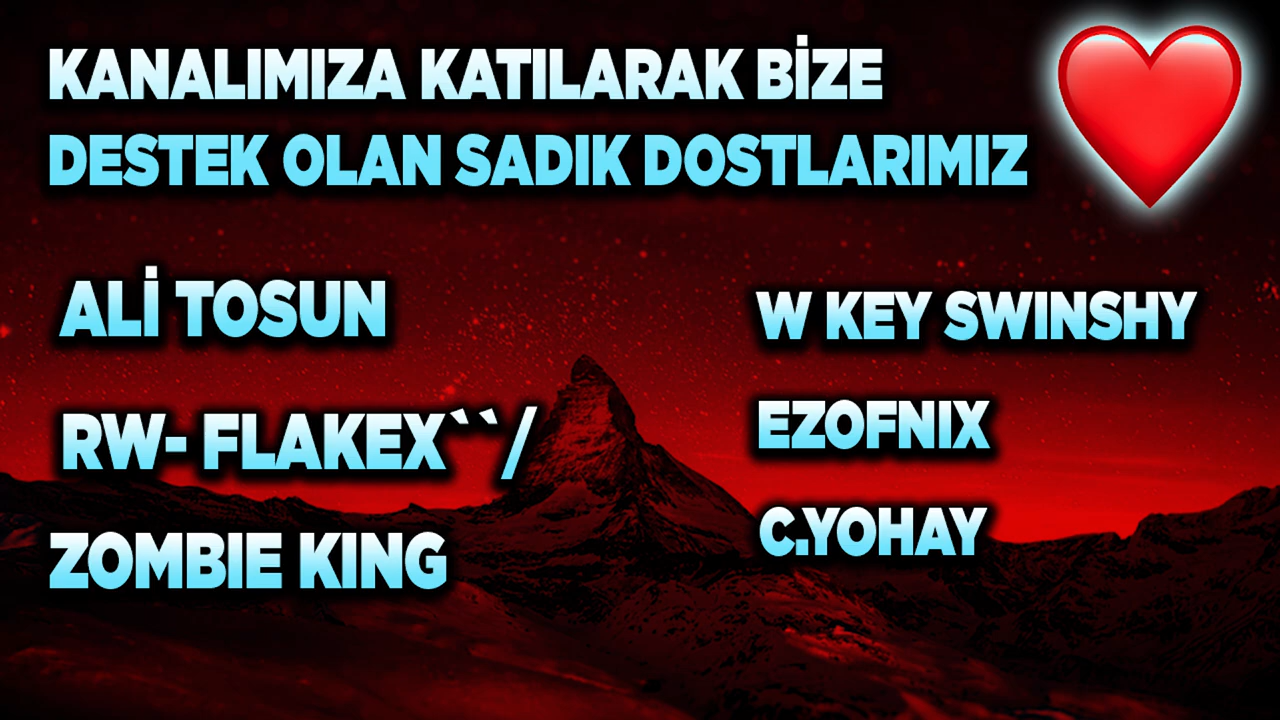 KANALIMIZA KATILARAK BİZE
DESTEK OLAN SADIK DOSTLARIMIZ
ALİ TOSUN
RW- FLAKEX``/
ZOMBIE KING
W KEY SWINSHY
EZOFNIX
C.YOHAY